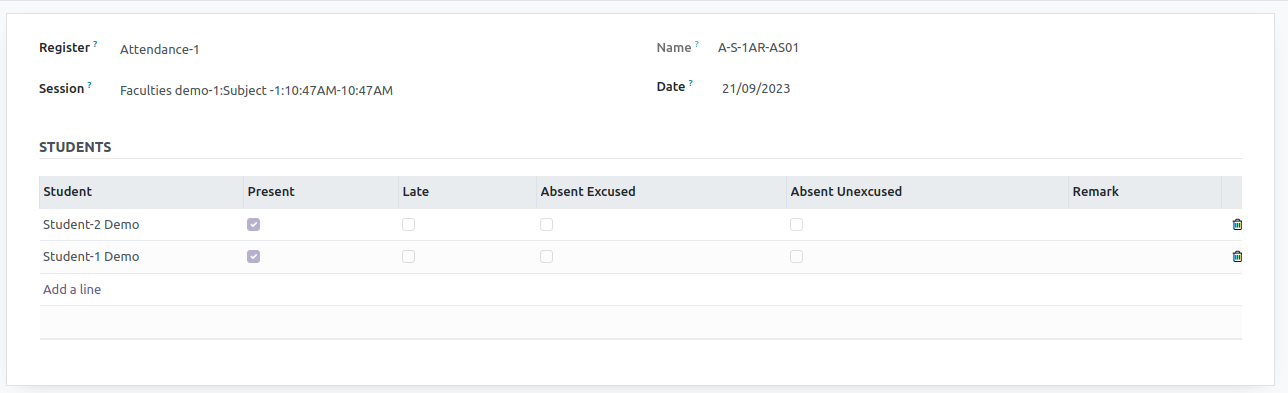 Register ? Attendance-1 Name ? A-S-1AR-AS01
Session ? Faculties demo-1:Subject -1:10:47AM-10:47AM Date ? 21/09/2023
STUDENTS
Student Present Late Absent Excused Absent Unexcused Remark
Student-2 Demo
Student-1 Demo
Add a line